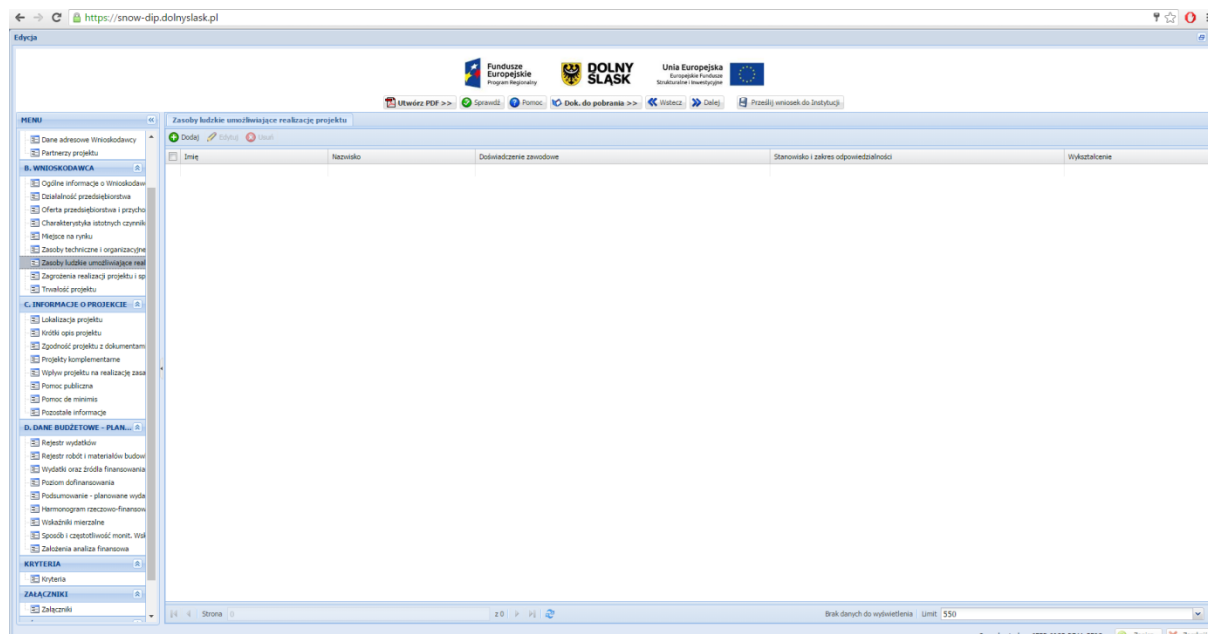 https://snow-dip.dolnyslask.pl
Edycja
Fundusze
Europejskie
Program Regionalny
DOLNY
ŚLĄSK
Unia Europejska
Europejskie Fundusze
Strukturalne i Inwestycyjne
Utwórz PDF >> Sprawdź Pomoc Dok. do pobrania >> Wstecz Dalej Prześlij wniosek do Instytucji
MENU
Dane adresowe Wnioskodawcy
Partnerzy projektu
B. WNIOSKODAWCA
Ogólne informacje o Wnioskodaw
Działalność przedsiębiorstwa
Oferta przedsiębiorstwa i przycho
Charakterystyka istotnych czynnik
Miejsce na rynku
Zasoby techniczne i organizacyjne
Zasoby ludzkie umożliwiające real
Zagrożenia realizacji projektu i sp
Trwałość projektu
C. INFORMACJE O PROJEKCIE
Lokalizacja projektu
Krótki opis projektu
Zgodność projektu z dokumentam
Projekty komplementarne
Wpływ projektu na realizację zasa
Pomoc publiczna
Pomoc de minimis
Pozostałe informacje
D. DANE BUDŻETOWE - PLAN...
Rejestr wydatków
Rejestr robót i materiałów budow
Wydatki oraz źródła finansowania
Poziom dofinansowania
Podsumowanie - planowane wyda
Harmonogram rzeczowo-finansow
Wskaźniki mierzalne
Sposób i częstotliwość monit. Wsk
Założenia analiza finansowa
KRYTERIA
Kryteria
ZAŁĄCZNIKI
Załączniki
Zasoby ludzkie umożliwiające realizację projektu
Dodaj Edytuj Usuń
Imię Nazwisko Doświadczenie zawodowe Stanowisko i zakres odpowiedzialności Wykształcenie
Strona 0 z 0 Brak danych do wyświetlenia Limit 550